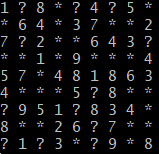 1 ? 8 * ? 4 ? 5 *
* 6 4 * 3 7 * * 2
7 ? 2 * * 6 4 3 ?
* * 1 * 9 * * * 4
5 7 * 4 8 1 8 6 3
4 * * * 5 ? 8 * *
? 9 5 1 ? 8 3 4 *
8 * * 2 6 ? 7 * *
? 1 ? 3 * ? 9 * 8